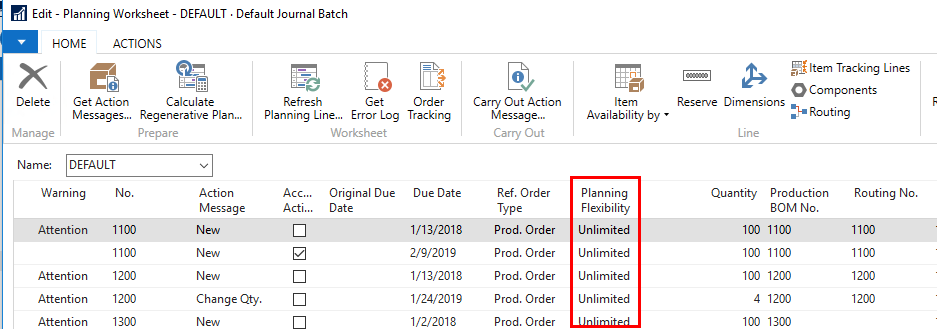 Edit - Planning Worksheet - DEFAULT · Default Journal Batch
HOME ACTIONS
Delete
Get Action Messages...
Calculate Regenerative Plan...
Refresh Planning Line...
Get Error Log
Order Tracking
Carry Out Action Message...
Item Availability by
Reserve
Dimensions
Item Tracking Lines
Components
Routing
Manage Prepare Worksheet Carry Out Line
Name: DEFAULT
Warning No. Action Message Acc... Acti... Original Due Date Due Date Ref. Order Type Planning Flexibility Quantity Production BOM No. Routing No.
Attention 1100 New 1/13/2018 Prod. Order Unlimited 100 1100 1100
1100 New 2/9/2019 Prod. Order Unlimited 100 1100 1100
Attention 1200 New 1/13/2018 Prod. Order Unlimited 100 1200 1200
Attention 1200 Change Qty. 1/24/2019 Prod. Order Unlimited 4 1200 1200
Attention 1300 New 1/2/2018 Prod. Order Unlimited 100 1300